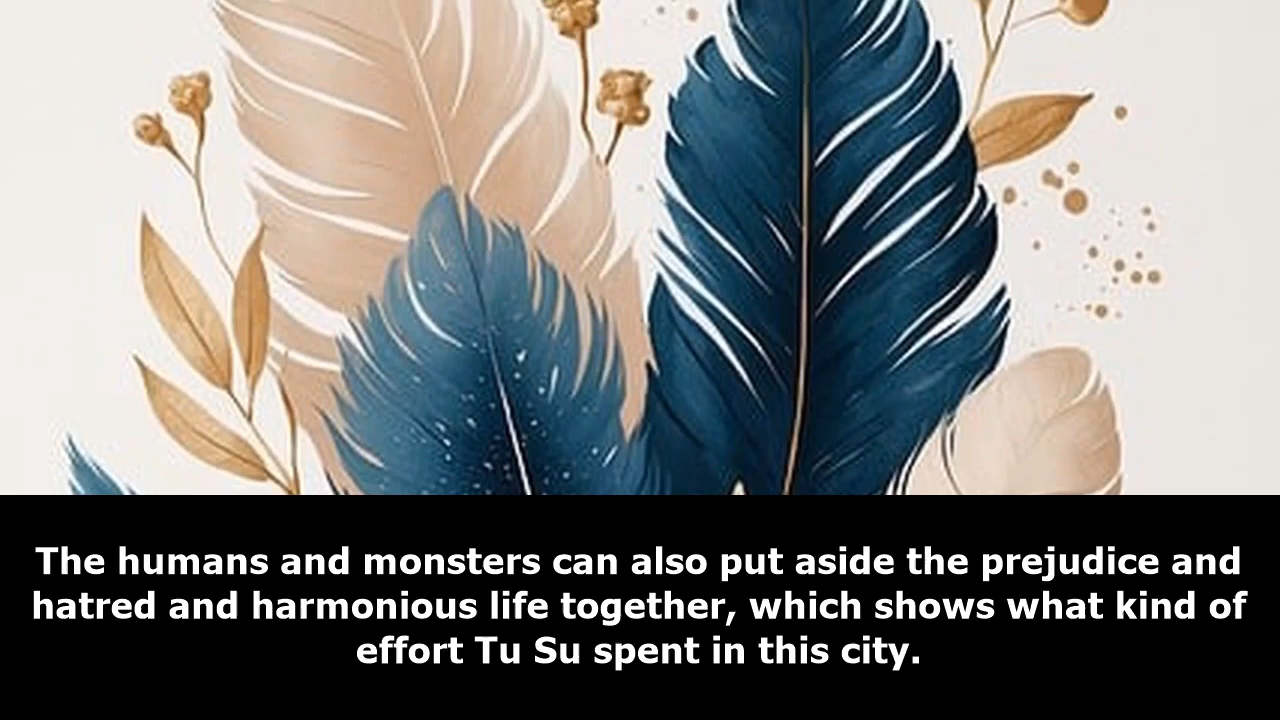 The humans and monsters can also put aside the prejudice and
hatred and harmonious life together, which shows what kind of
effort Tu Su spent in this city.